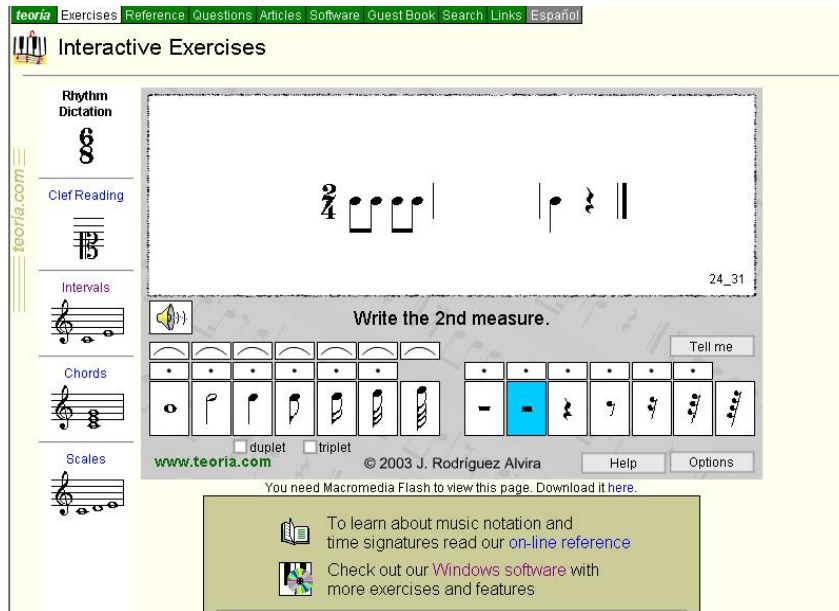 teoría Exercises Reference Questions Articles Software Guest Book Search Links Español
Interactive Exercises
Rhythm
Dictation
6
8
teoria.com
Clef Reading
Intervals
Chords
Scales
2
4
24_31
Write the 2nd measure.
Tell me
duplet triplet
www.teoria.com © 2003 J. Rodríguez Alvira Help Options
You need Macromedia Flash to view this page. Download it here.
To learn about music notation and
time signatures read our on-line reference
Check out our Windows software with
more exercises and features